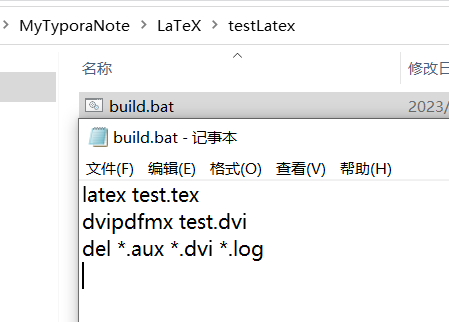 MyTyporaNote > LaTeX > testLatex
名称
修改日
build.bat
2023/
build.bat - 记事本
文件(F) 编辑(E) 格式(O) 查看(V) 帮助(H)
latex test.tex
dvipdfmx test.dvi
del *.aux *.dvi *.log